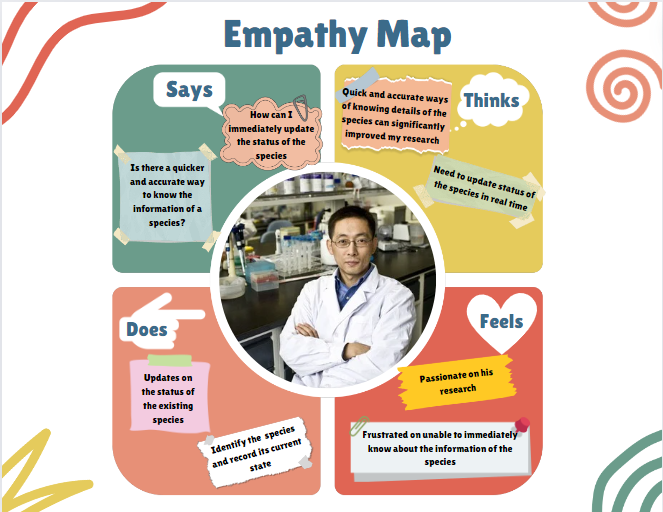 Empathy Map
Says
How can I
immediately update
the status of the
species
Is there a quicker
and accurate way
to know the
information of a
species?
Thinks
Quick and accurate ways
of knowing details of the
species can significantly
improved my research
Need to update status of
the species in real time
Does
Updates on
the status of
the existing
species
Identify the species
and record its current
state
Feels
Passionate on his
research
Frustrated on unable to immediately
know about the information of the
species